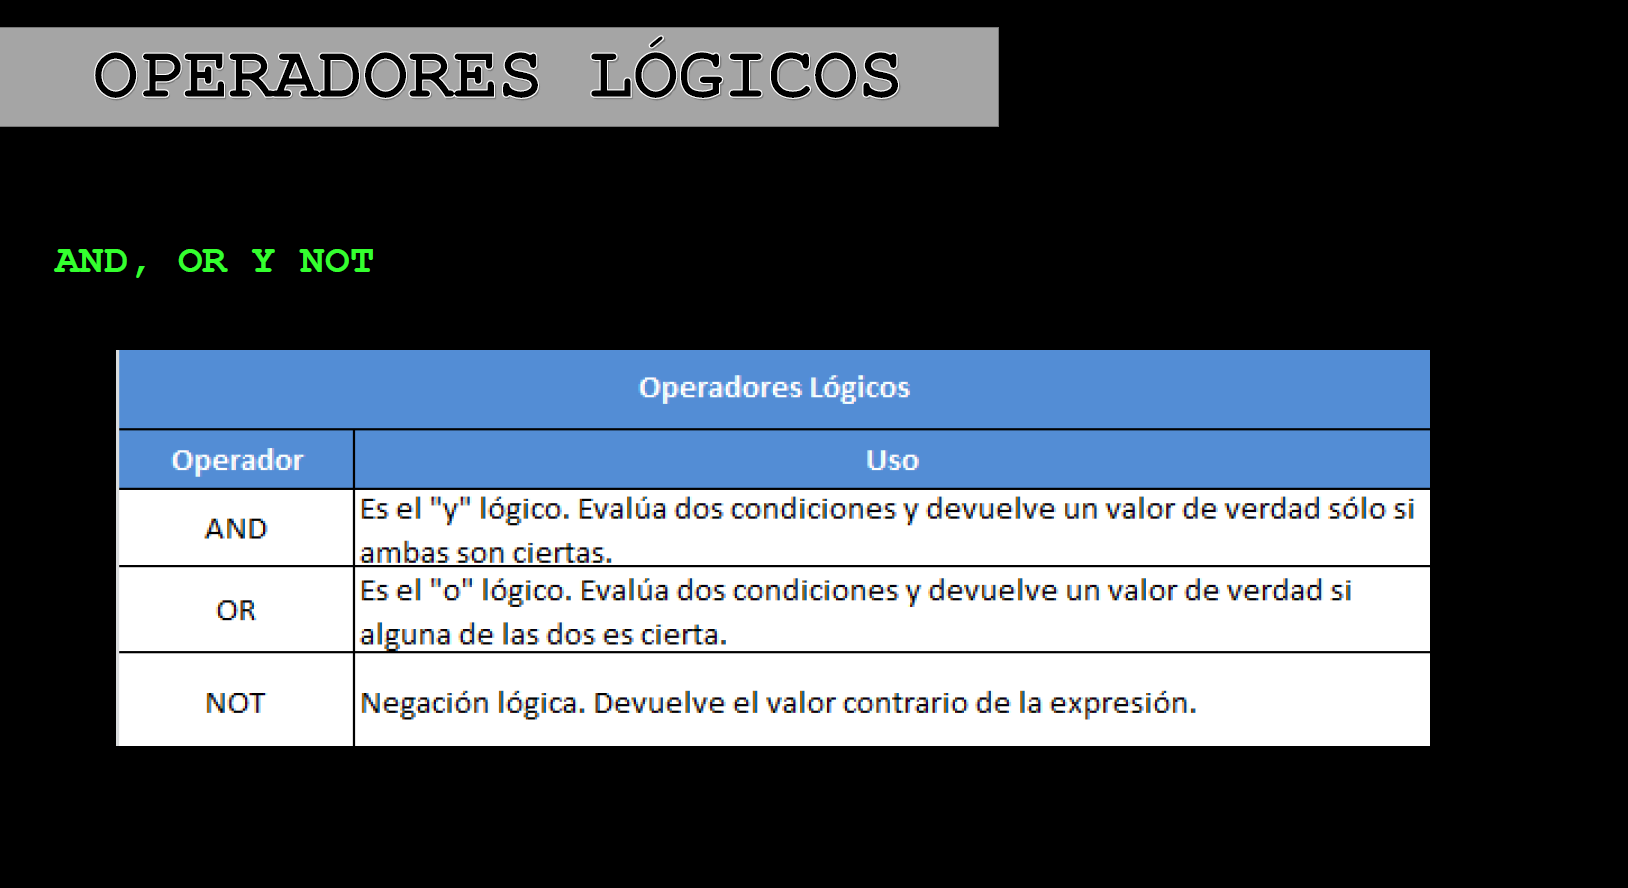 OPERADORES LÓGICOS
AND, OR Y NOT
Operadores Lógicos
Operador
Uso
AND
Es el "y" lógico. Evalúa dos condiciones y devuelve un valor de verdad sólo si
ambas son ciertas.
OR
Es el "o" lógico. Evalúa dos condiciones y devuelve un valor de verdad si
alguna de las dos es cierta.
NOT
Negación lógica. Devuelve el valor contrario de la expresión.